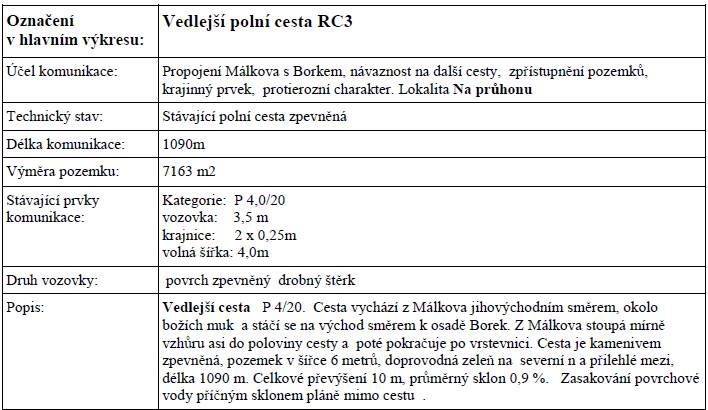 Označení
v hlavním výkresu:
Vedlejší polní cesta RC3
Účel komunikace:
Propojení Málkova s Borkem, návaznost na další cesty, zpřístupnění pozemků,
krajinný prvek, protierozní charakter. Lokalita Na průhonu
Technický stav:
Stávající polní cesta zpevněná
Délka komunikace:
1090m
Výměra pozemku:
7163 m2
Stávající prvky
komunikace:
Kategorie: P 4,0/20
vozovka: 3,5 m
krajnice: 2 x 0,25m
volná šířka: 4,0m
Druh vozovky:
povrch zpevněný drobný štěrk
Popis:
Vedlejší cesta P 4/20. Cesta vychází z Málkova jihovýchodním směrem, okolo
božích muk a stáčí se na východ směrem k osadě Borek. Z Málkova stoupá mírně
vzhůru asi do poloviny cesty a poté pokračuje po vrstevnici. Cesta je kamenivem
zpevněná, pozemek v šířce 6 metrů, doprovodná zeleň na severní n a přilehlé mezi,
délka 1090 m. Celkové převýšení 10 m, průměrný sklon 0,9 %. Zasakování povrchové
vody příčným sklonem pláně mimo cestu .